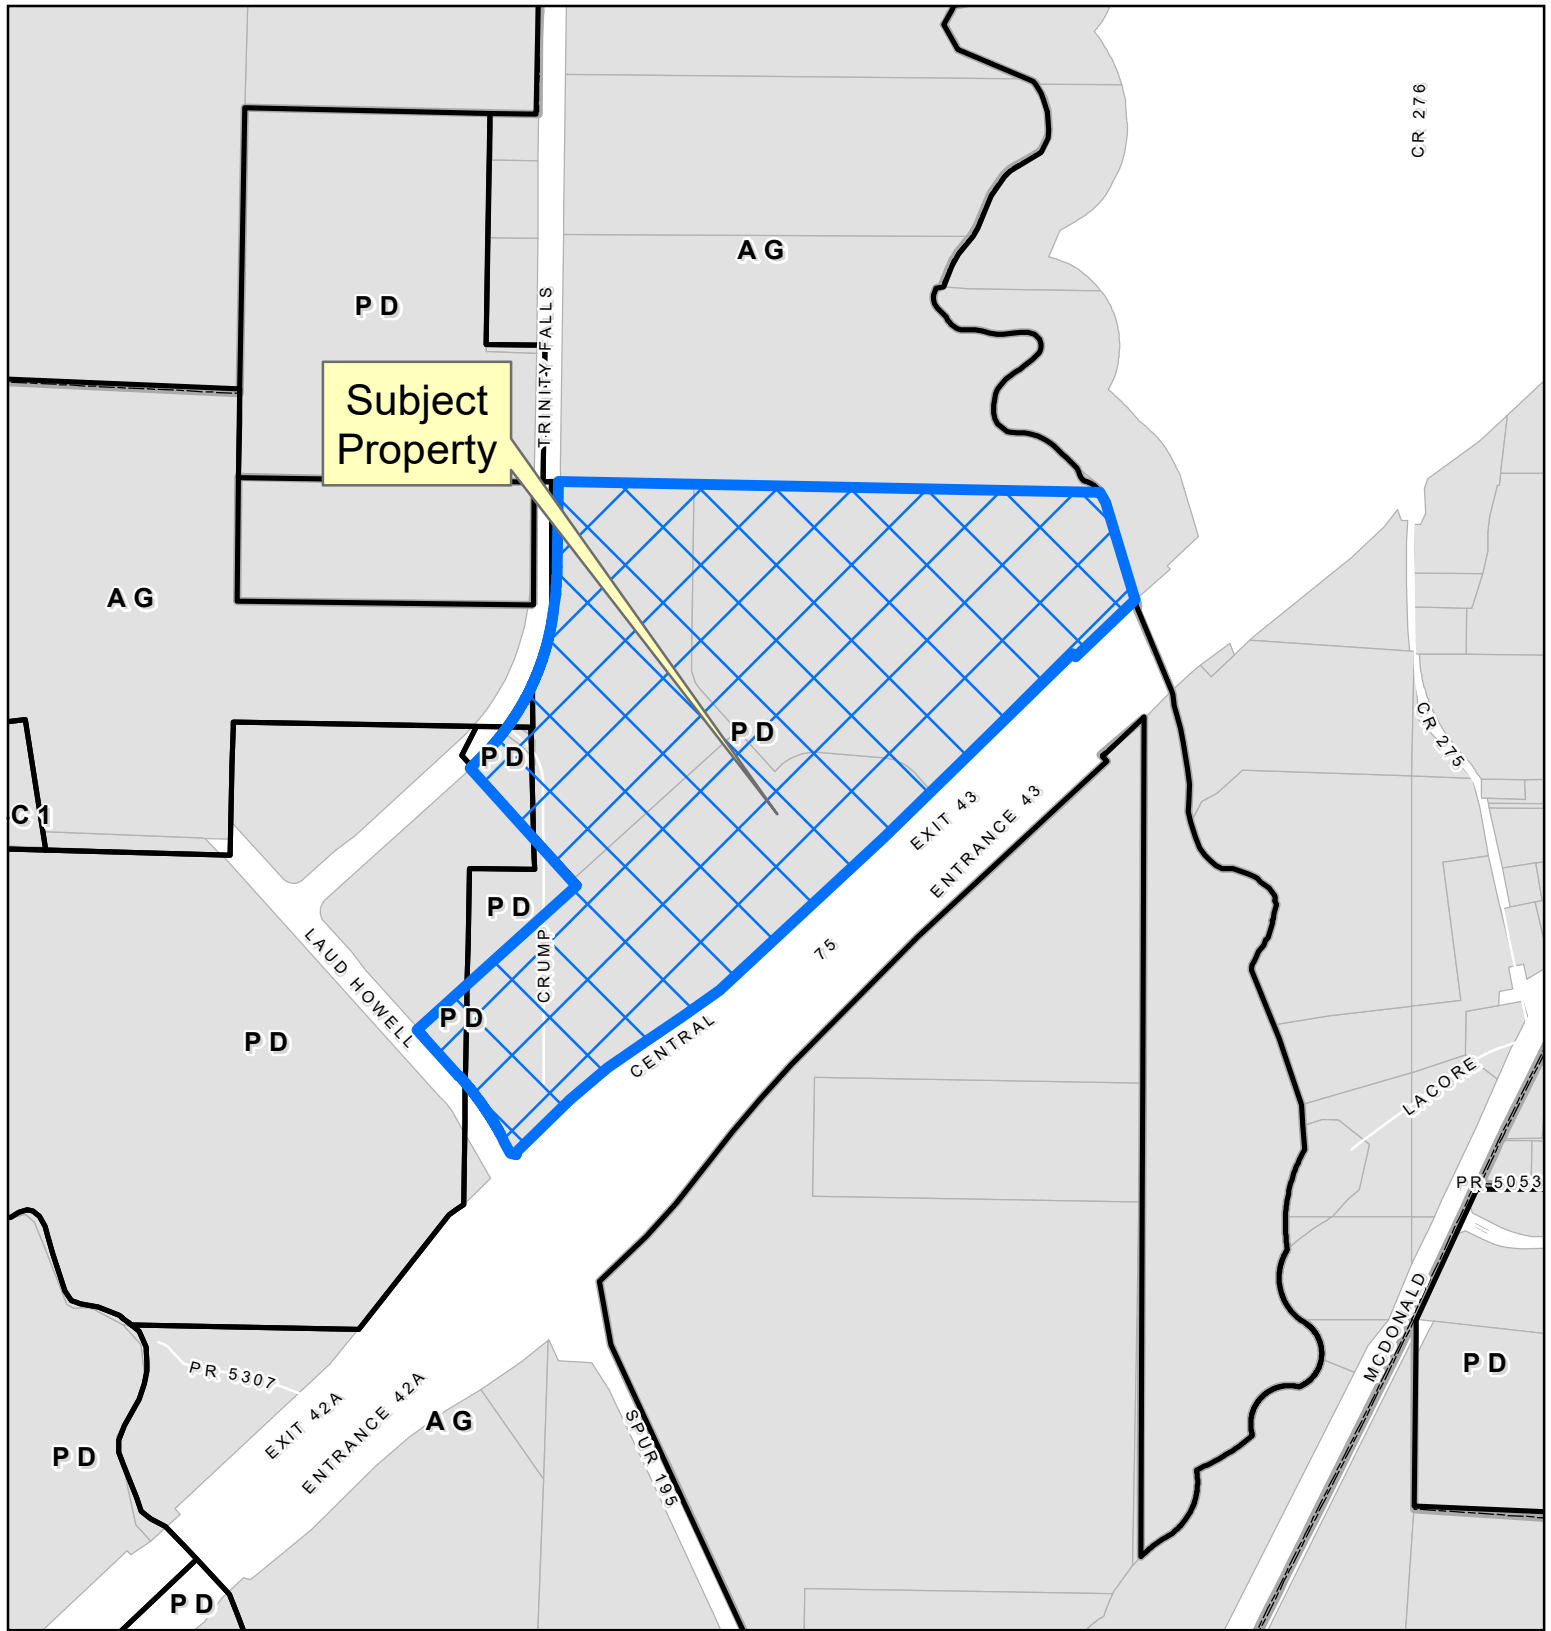 CR 276
AG
PD
TRINITY FALLS
Subject
Property
AG
CR 275
PD
PD
C1
EXIT 43
ENTRANCE 43
PD
CRUMP
LAUD HOWELL
75
PD
PD
CENTRAL
LACORE
PR 5053
MCDONALD
PD
PR 5307
EXIT 42A
ENTRANCE 42A
AG
SPUR 195
PD
PD